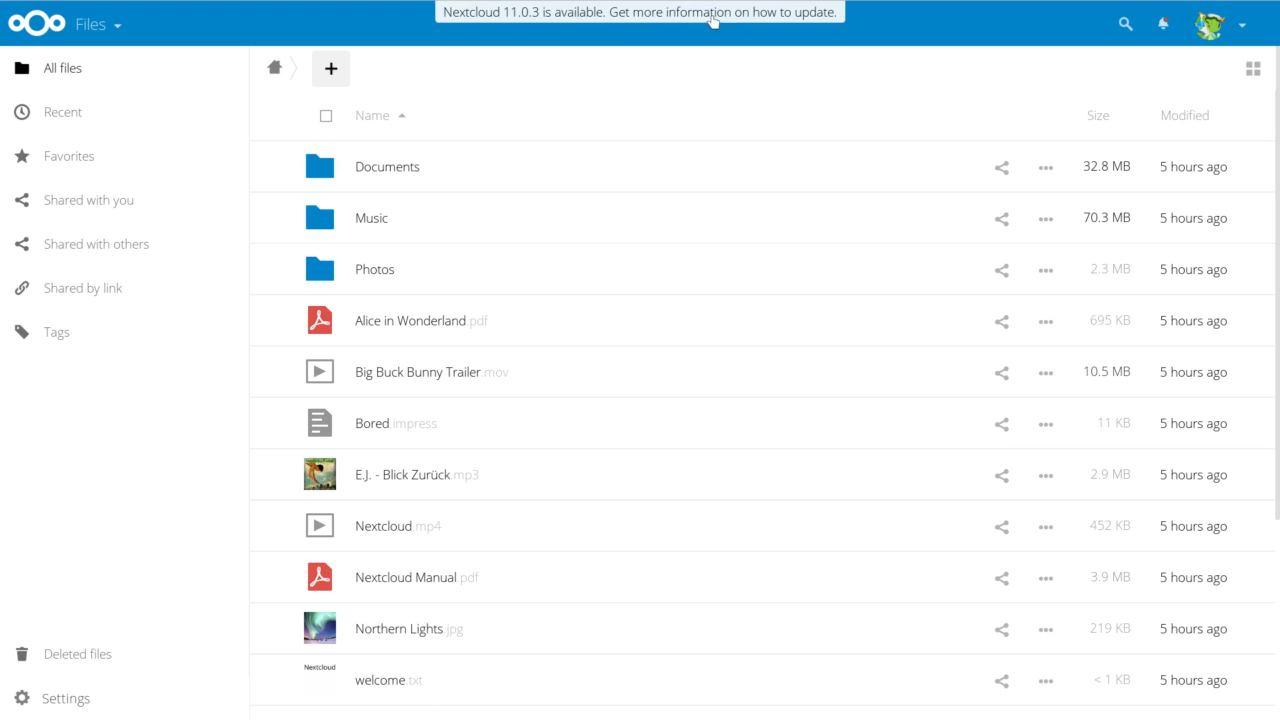 Nextcloud 11.0.3 is available. Get more information on how to update.
Files
All files
Recent
Favorites
Shared with you
Shared with others
Shared by link
Tags
Deleted files
Settings
+
Name Size Modified
Documents 32.8 MB 5 hours ago
Music 70.3 MB 5 hours ago
Photos 2.3 MB 5 hours ago
Alice in Wonderland.pdf 695 KB 5 hours ago
Big Buck Bunny Trailer.mov 10.5 MB 5 hours ago
Bored.impress 11 KB 5 hours ago
E.J. - Blick Zurück.mp3 2.9 MB 5 hours ago
Nextcloud.mp4 452 KB 5 hours ago
Nextcloud Manual.pdf 3.9 MB 5 hours ago
Northern Lights.jpg 219 KB 5 hours ago
Nextcloud
welcome.txt < 1 KB 5 hours ago